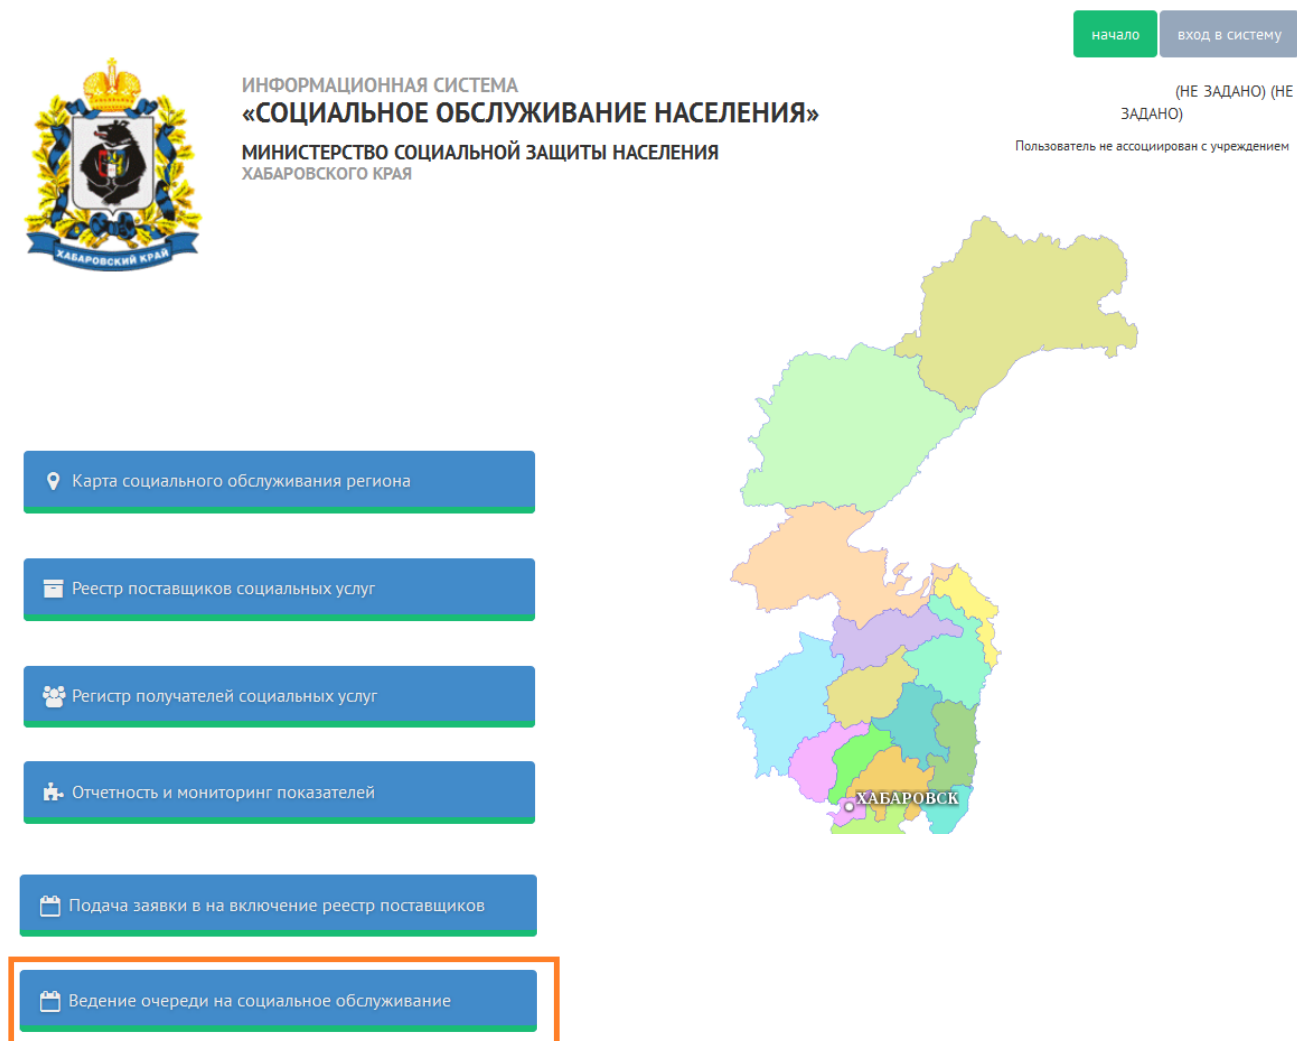 начало
вход в систему
ИНФОРМАЦИОННАЯ СИСТЕМА
«СОЦИАЛЬНОЕ ОБСЛУЖИВАНИЕ НАСЕЛЕНИЯ»
МИНИСТЕРСТВО СОЦИАЛЬНОЙ ЗАЩИТЫ НАСЕЛЕНИЯ
ХАБАРОВСКОГО КРАЯ
(НЕ ЗАДАНО) (НЕ
ЗАДАНО)
Пользователь не ассоциирован с учреждением
ХАБАРОВСКИЙ КРАЙ
Карта социального обслуживания региона
Реестр поставщиков социальных услуг
Регистр получателей социальных услуг
Отчетность и мониторинг показателей
ХАБАРОВСК
Подача заявки в на включение реестр поставщиков
Ведение очереди на социальное обслуживание